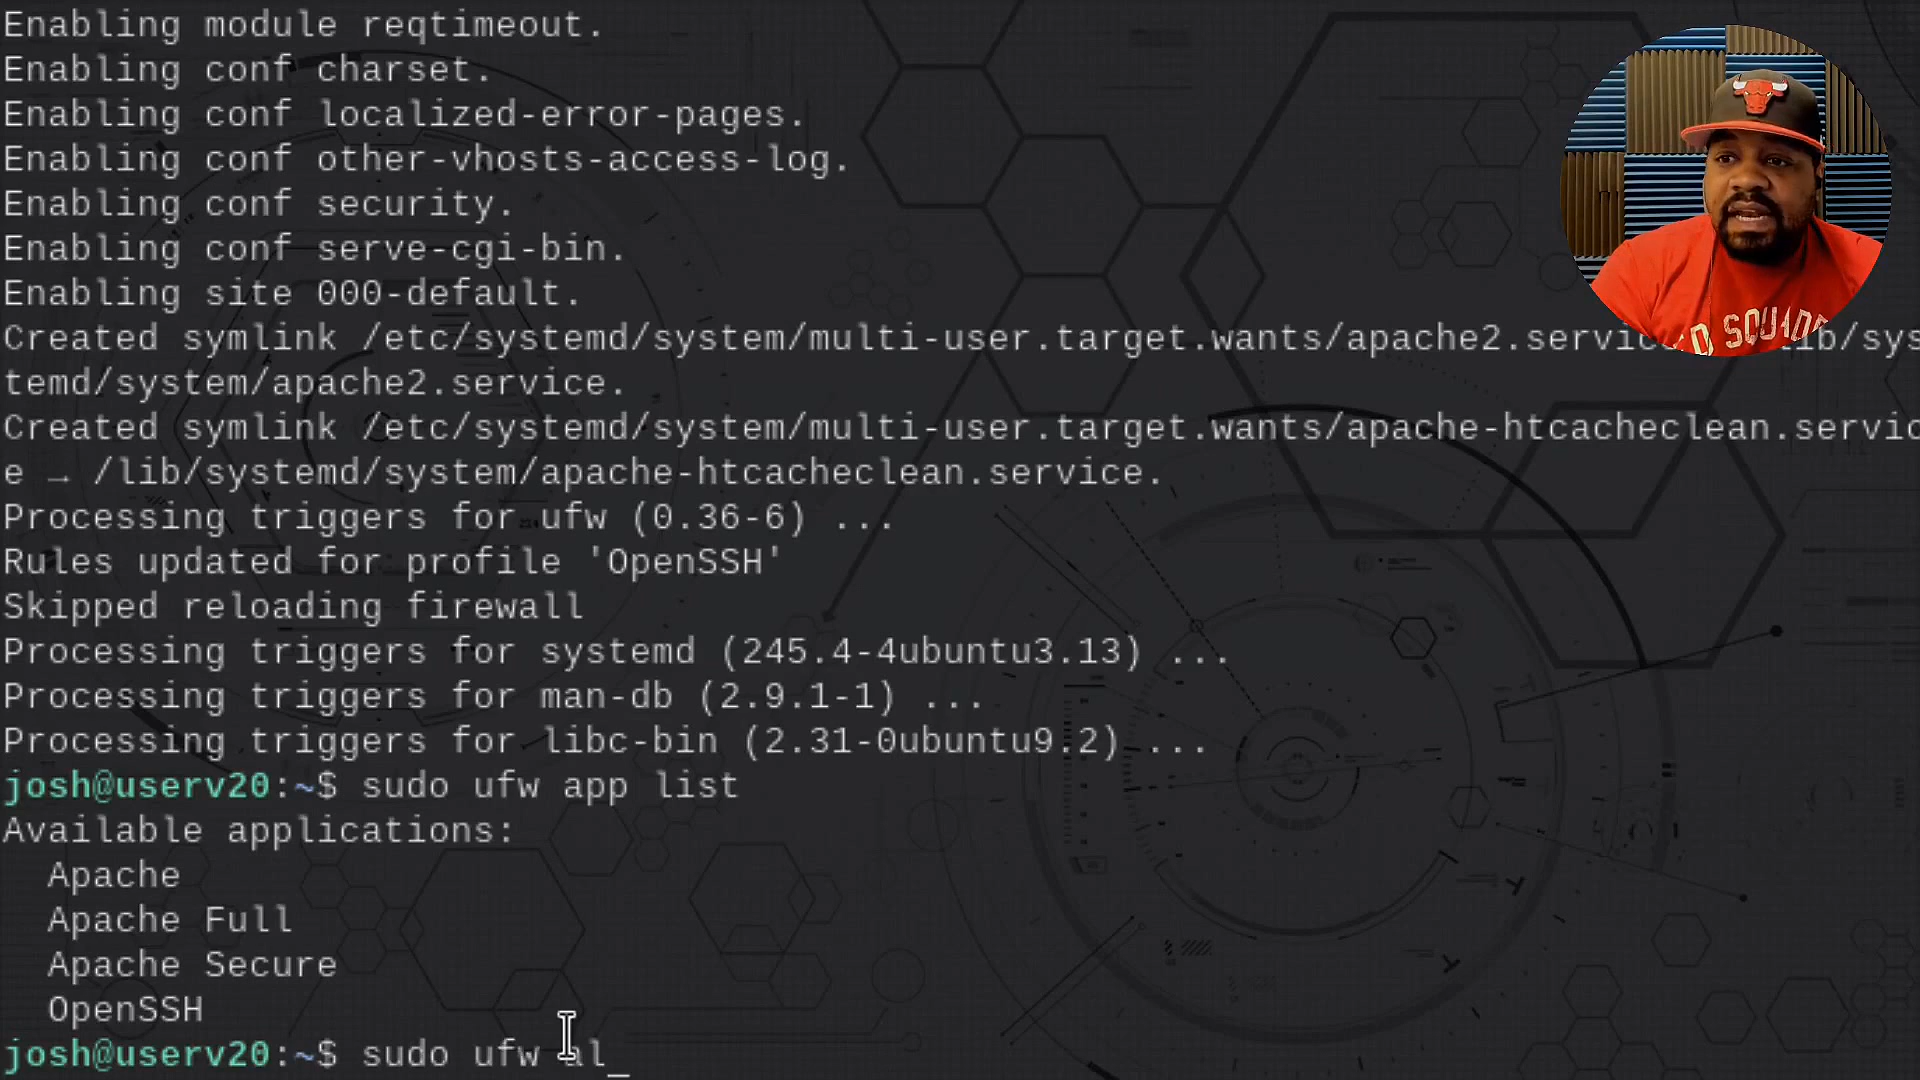 Enabling module reqtimeout.
Enabling conf charset.
Enabling conf localized-error-pages.
Enabling conf other-vhosts-access-log.
Enabling conf security.
Enabling conf serve-cgi-bin.
Enabling site 000-default.
Created symlink /etc/systemd/system/multi-user.target.wants/apache2.servic lib/sys
temd/system/apache2.service.
Created symlink /etc/systemd/system/multi-user.target.wants/apache-htcacheclean.servic
e → /lib/systemd/system/apache-htcacheclean.service.
Processing triggers for ufw (0.36-6) ...
Rules updated for profile 'OpenSSH'
Skipped reloading firewall
Processing triggers for systemd (245.4-4ubuntu3.13) ...
Processing triggers for man-db (2.9.1-1) ...
Processing triggers for libc-bin (2.31-0ubuntu9.2) ...
josh@userv20:~$ sudo ufw app list
Available applications:
  Apache
  Apache Full
  Apache Secure
  OpenSSH
josh@userv20:~$ sudo ufw al_
SQUAD